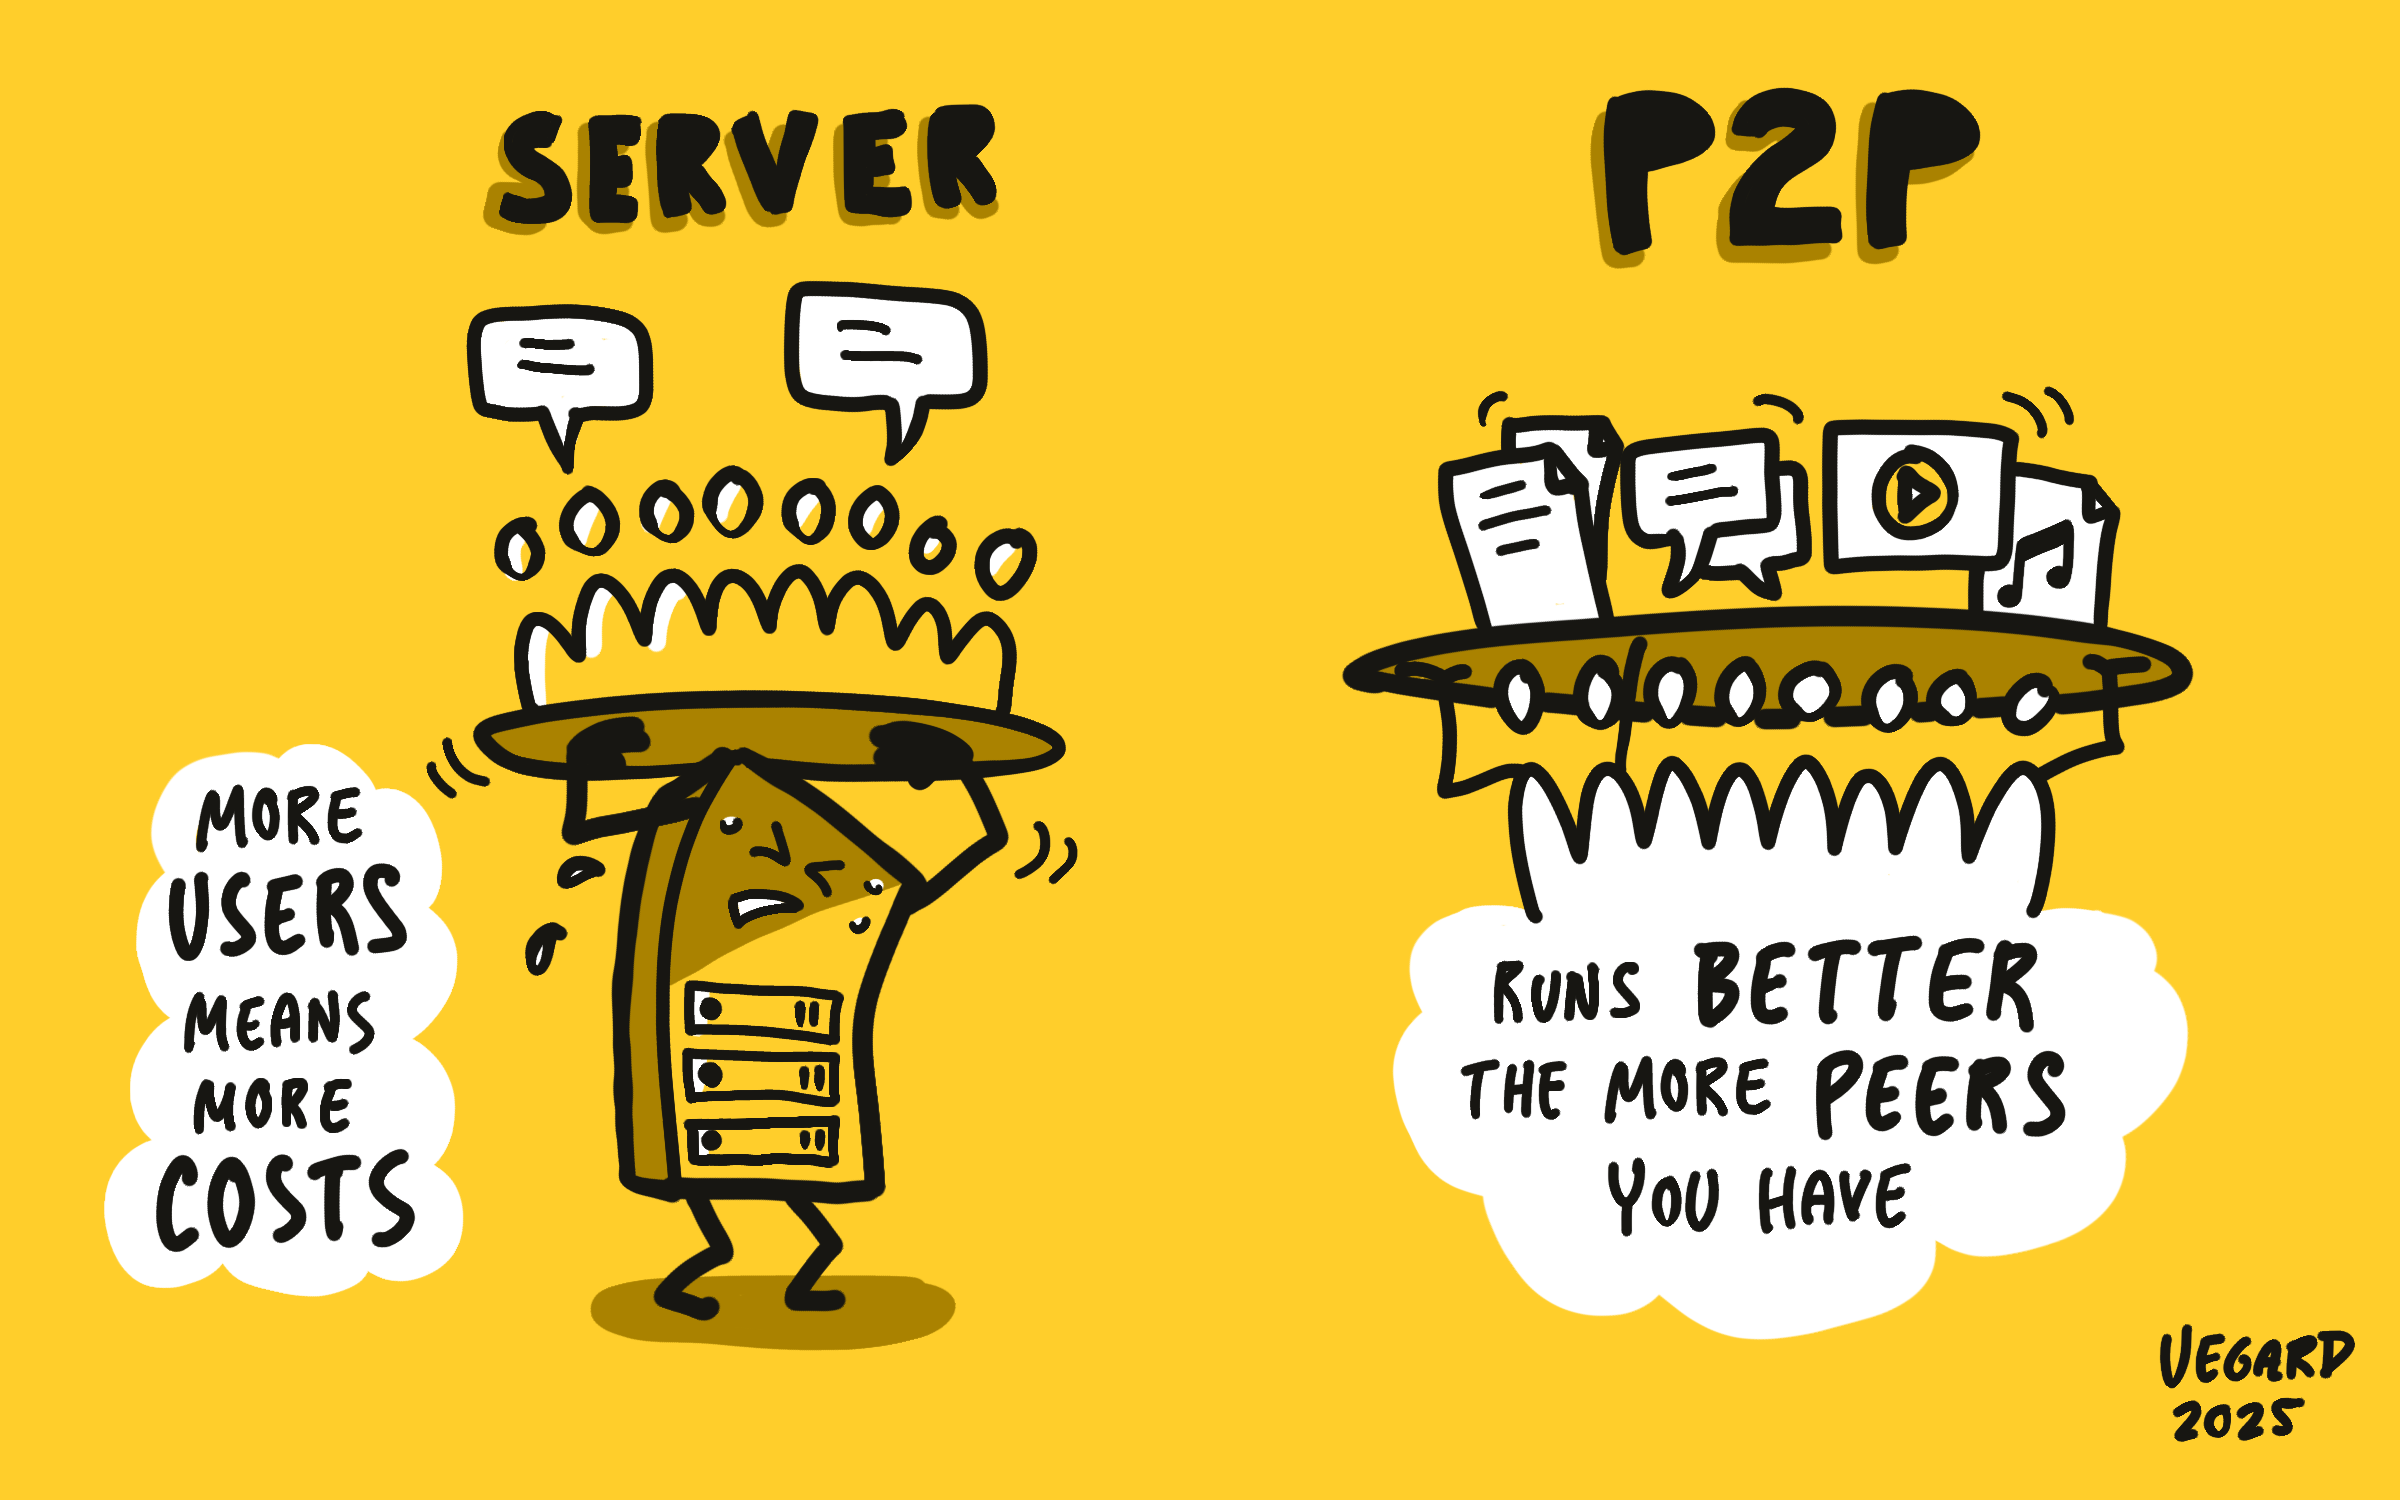 SERVER
MORE
USERS
MEANS
MORE
COSTS
P2P
RUNS BETTER
THE MORE PEERS
YOU HAVE
VEGARD
2025